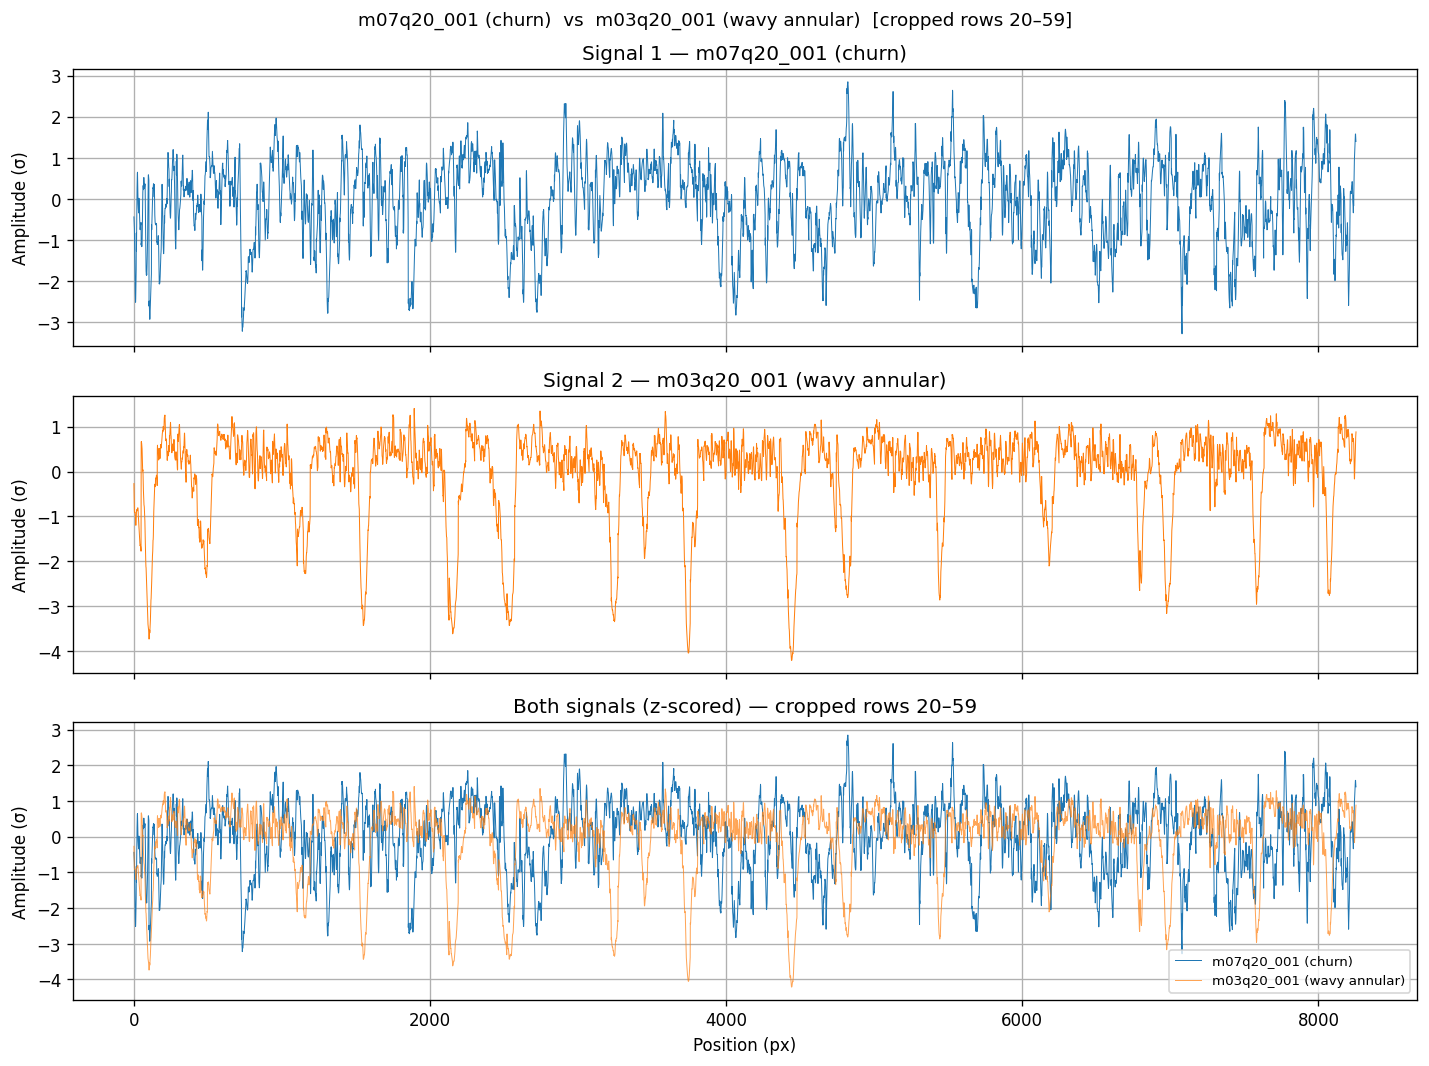 m07q20_001 (churn)  vs  m03q20_001 (wavy annular)  [cropped rows 20–59]
Signal 1 — m07q20_001 (churn)
3
2
1
0
−1
−2
−3
Amplitude (σ)
Signal 2 — m03q20_001 (wavy annular)
1
0
−1
−2
−3
−4
Amplitude (σ)
Both signals (z-scored) — cropped rows 20–59
3
2
1
0
−1
−2
−3
−4
Amplitude (σ)
m07q20_001 (churn)
m03q20_001 (wavy annular)
0 2000 4000 6000 8000
Position (px)